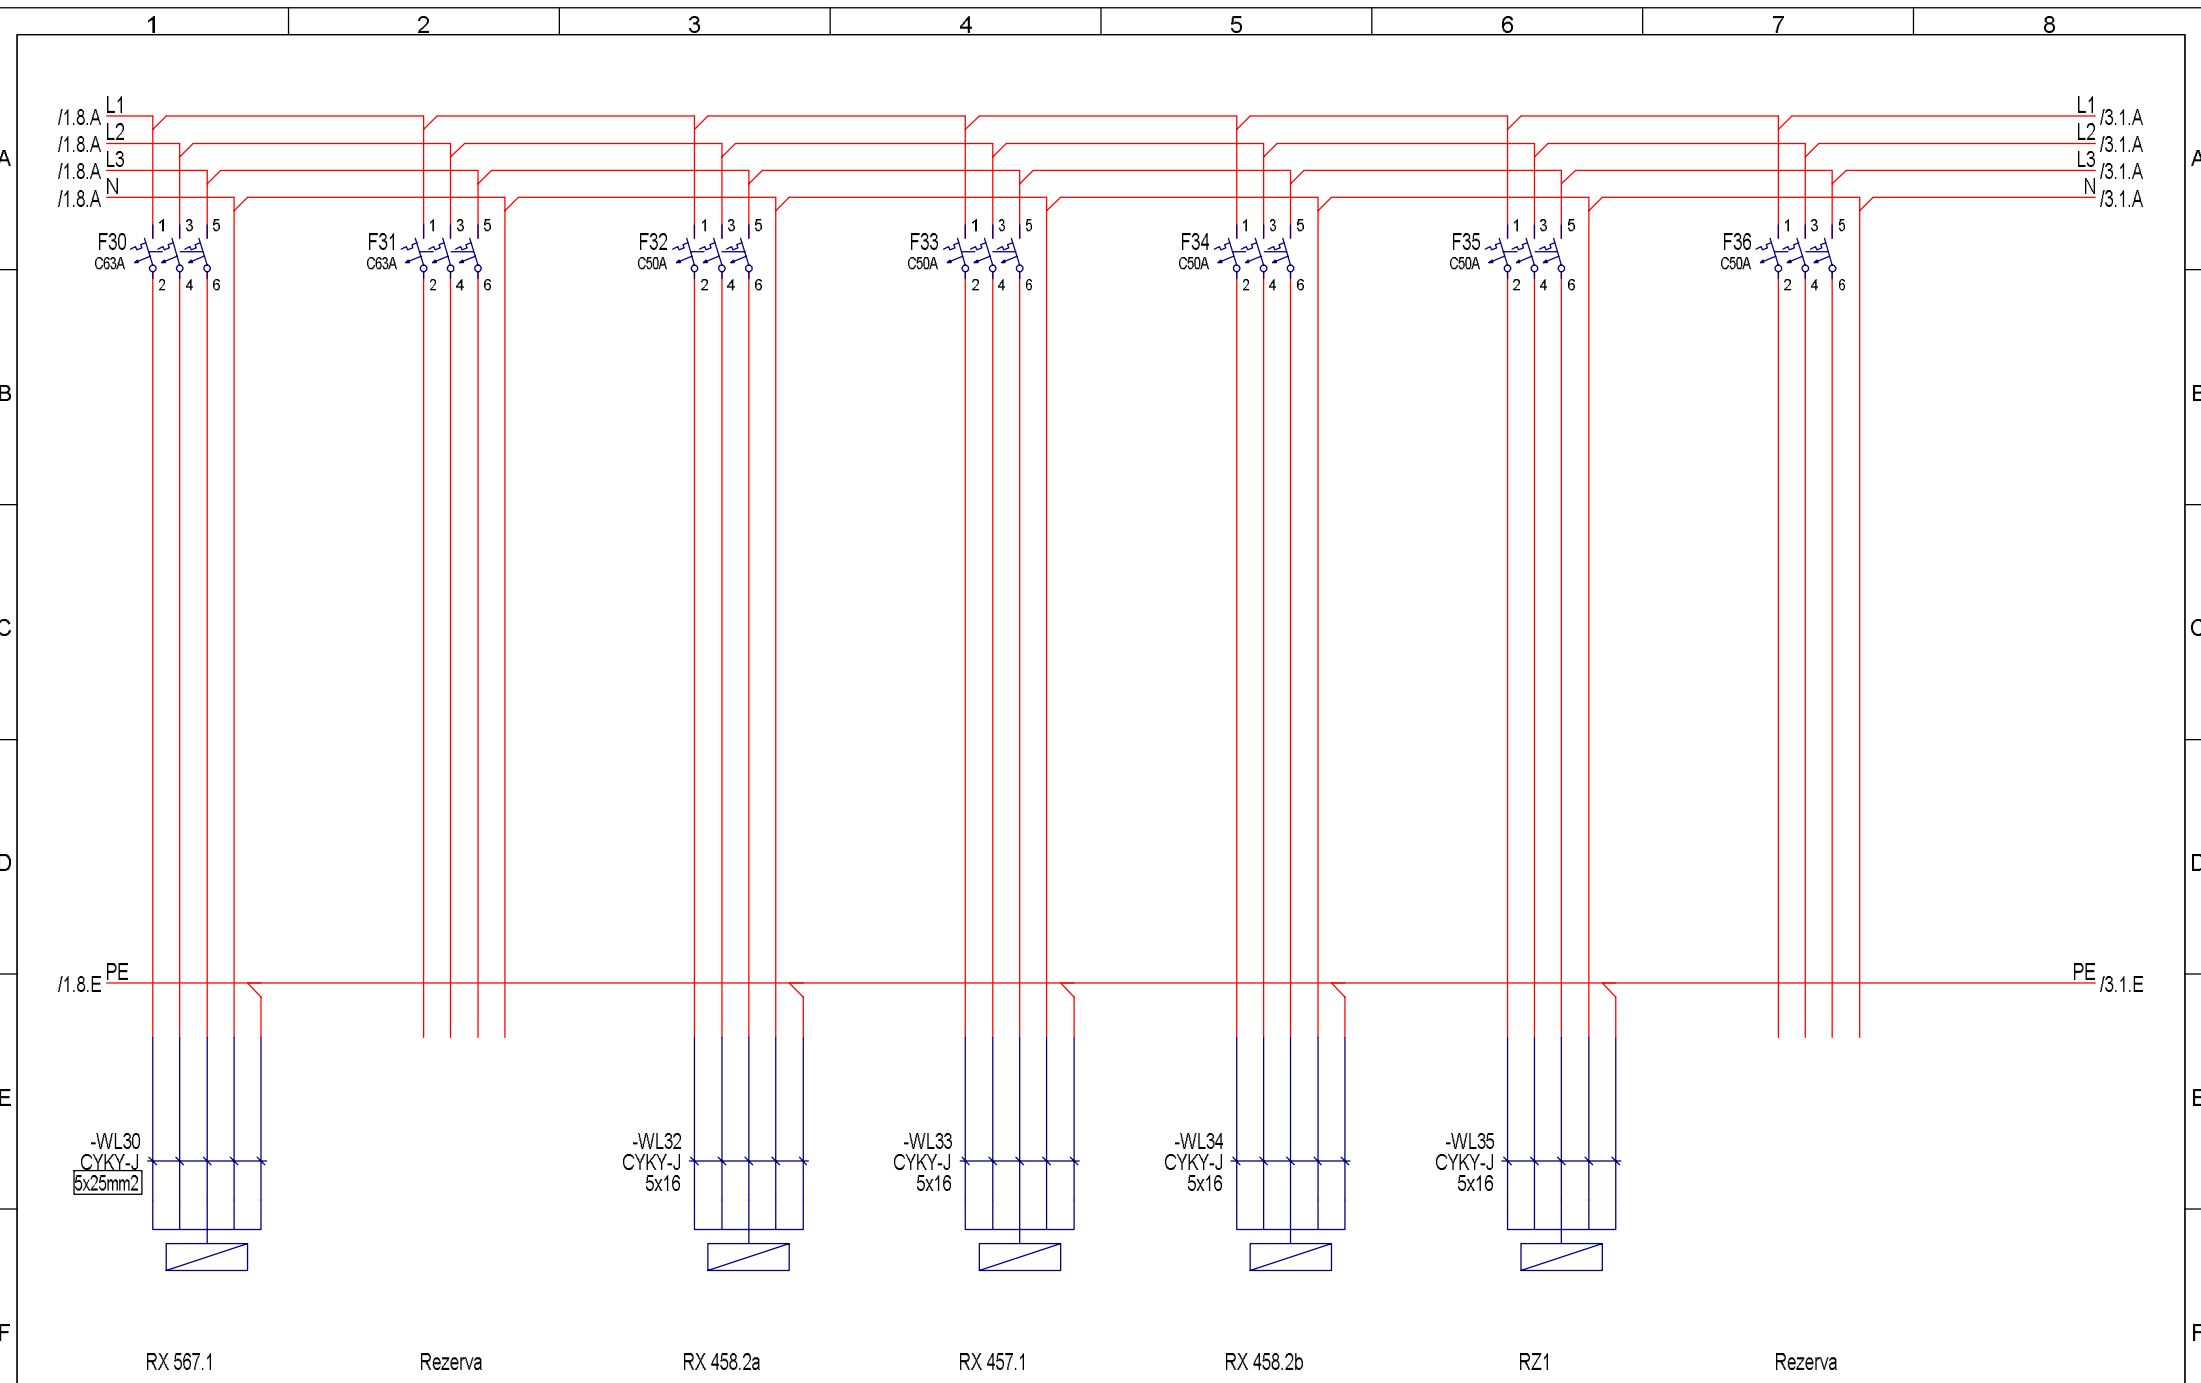 1 2 3 4 5 6 7 8
L1 L1
/1.8.A /3.1.A
L2 L2
/1.8.A /3.1.A
A A
L3 L3
/1.8.A /3.1.A
N N
/1.8.A /3.1.A
1 3 5 1 3 5 1 3 5 1 3 5 1 3 5 1 3 5 1 3 5
F30 F31 F32 F33 F34 F35 F36
C63A C63A C50A C50A C50A C50A C50A
2 4 6 2 4 6 2 4 6 2 4 6 2 4 6 2 4 6 2 4 6
B B
C C
D D
PE PE
/1.8.E /3.1.E
E E
-WL30 -WL32 -WL33 -WL34 -WL35
CYKY-J CYKY-J CYKY-J CYKY-J CYKY-J
5x25mm2 5x16 5x16 5x16 5x16
F F
RX 567.1 Rezerva RX 458.2a RX 457.1 RX 458.2b RZ1 Rezerva